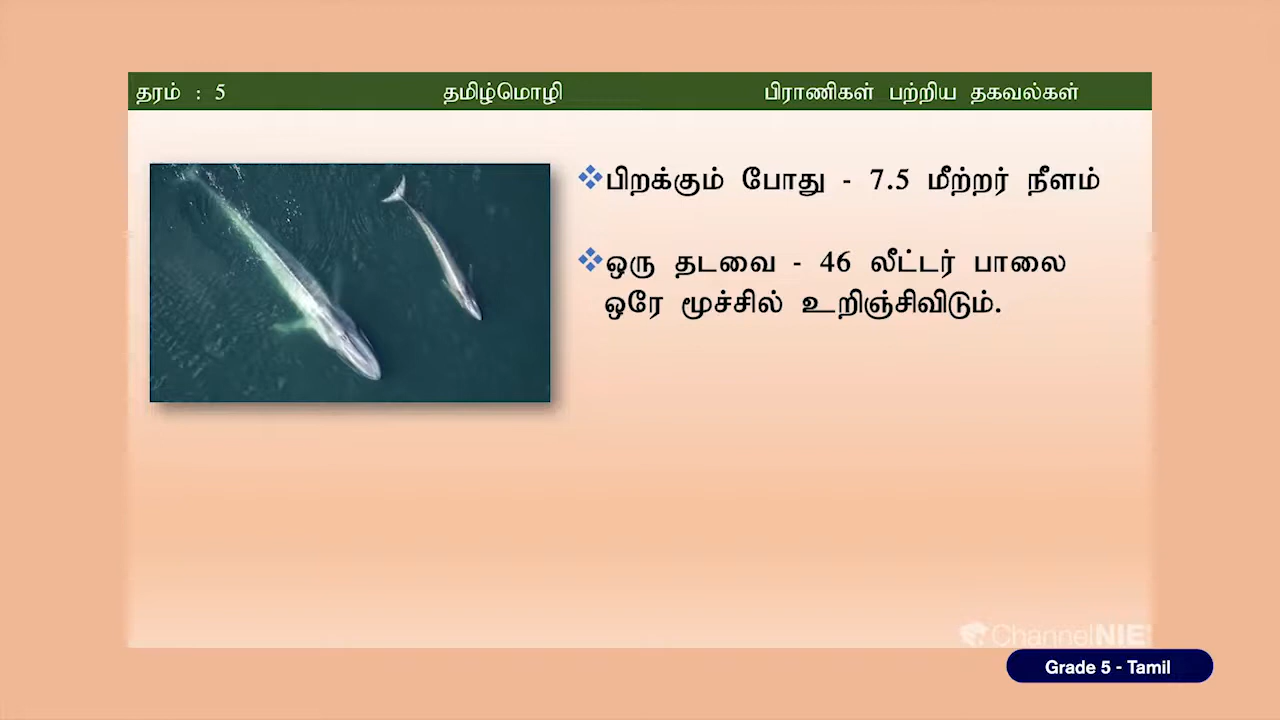 தரம் : 5 தமிழ்மொழி பிராணிகள் பற்றிய தகவல்கள்
❖பிறக்கும் போது - 7.5 மீற்றர் நீளம்
❖ஒரு தடவை - 46 லீட்டர் பாலை
ஒரே மூச்சில் உறிஞ்சிவிடும்.
ChannelNIE
Grade 5 - Tamil